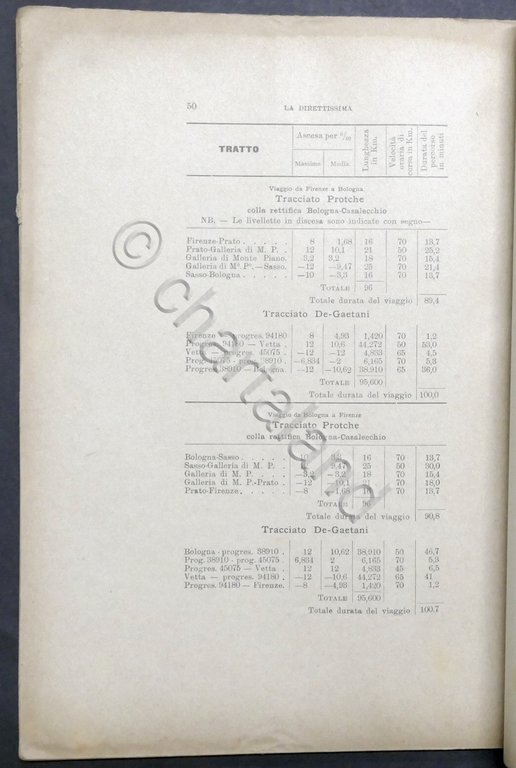 50 LA DIRETTISSIMA
TRATTO Ascesa per º/m Lunghezza in Km. Velocità oraria di corsa in Km. Durata del percorso in minuti
Massima Media
Viaggio da Firenze a Bologna
Tracciato Protche
colla rettifica Bologna-Casalecchio
NB. – Le livellette in discesa sono indicate con segno—
Firenze-Prato . . . . . 8 1,68 16 70 13,7
Prato-Galleria di M. P. . 12 10,1 21 50 25,2
Galleria di Monte Piano. 3,2 3,2 18 70 15,4
Galleria di Mº. Pº.—Sasso. —12 —9,47 25 70 21,4
Sasso-Bologna . . . . . —10 —3,3 16 70 13,7
TOTALE 96
Totale durata del viaggio 89,4
Tracciato De-Gaetani
Firenze — progres. 94180 8 4,93 1,420 70 1,2
Progres. 94180 — Vetta . 12 10,6 44,272 50 53,0
Vetta — progres. 45075 . —12 —12 4,833 65 4,5
38910 . —6,834 —2 6,165 70 5,3
Progres. 38910 — Bologna. —12 —10,62 38,910 65 36,0
TOTALE 95,600
Totale durata del viaggio 100,0
Viaggio da Bologna a Firenze
Tracciato Protche
colla rettifica Bologna-Casalecchio
Bologna-Sasso . . . . . 10 16 70 13,7
Sasso-Galleria di M. P. . 9,47 25 50 30,0
Galleria di M. P. . . . . —3,2 —3,2 18 70 15,4
Galleria di M. P.-Prato . —12 —10,1 21 70 18,0
Prato-Firenze. . . . . . —8 —1,68 16 70 13,7
TOTALE 96
Totale durata del viaggio 90,8
Tracciato De-Gaetani
Bologna - progres. 38910 . 12 10,62 38,910 50 46,7
Prog. 38910 - prog. 45075 . 6,834 2 6,165 70 5,3
Progres. 45075 — Vetta . . 12 12 4,833 45 6,5
Vetta — progres. 94180 . . —12 —10,6 44,272 65 41
Progres. 94180 — Firenze. —8 —4,93 1,420 70 1,2
TOTALE 95,600
Totale durata del viaggio 100,7
© chartaland